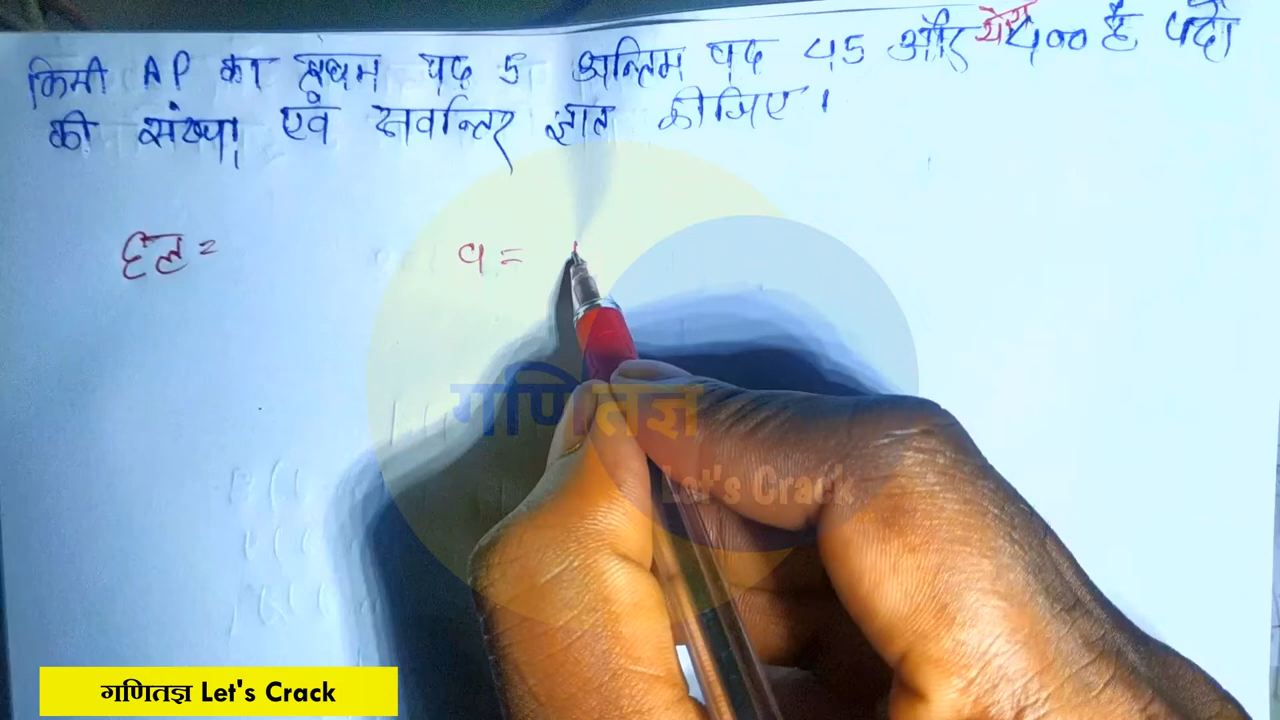 किसी AP का प्रथम पद 5 अन्तिम पद 45 और योग 400 है पदों
की संख्या एवं सर्वान्तर ज्ञात कीजिए।
हल =
a =
गणितज्ञ
Let's Crack
गणितज्ञ Let's Crack